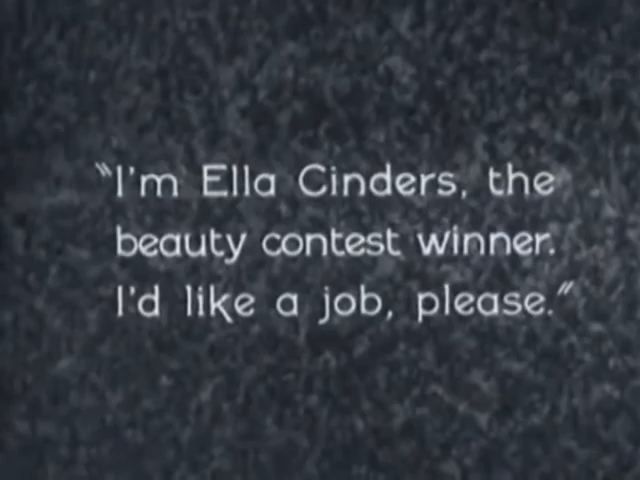 "I'm Ella Cinders, the
beauty contest winner.
I'd like a job, please."